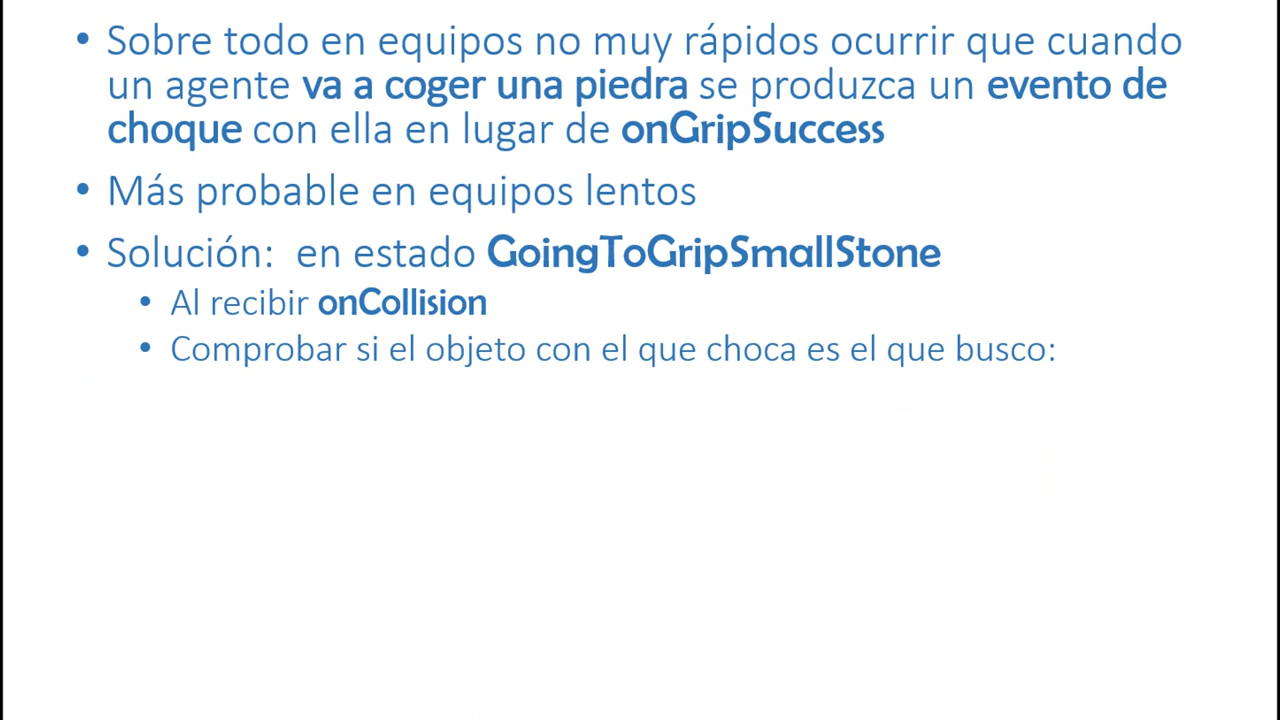 • Sobre todo en equipos no muy rápidos ocurrir que cuando
un agente va a coger una piedra se produzca un evento de
choque con ella en lugar de onGripSuccess
• Más probable en equipos lentos
• Solución: en estado GoingToGripSmallStone
• Al recibir onCollision
• Comprobar si el objeto con el que choca es el que busco: